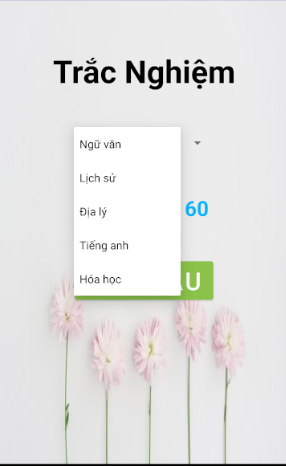 Trắc Nghiệm
Ngữ văn
Lịch sử
60
Địa lý
Tiếng anh
Hóa học